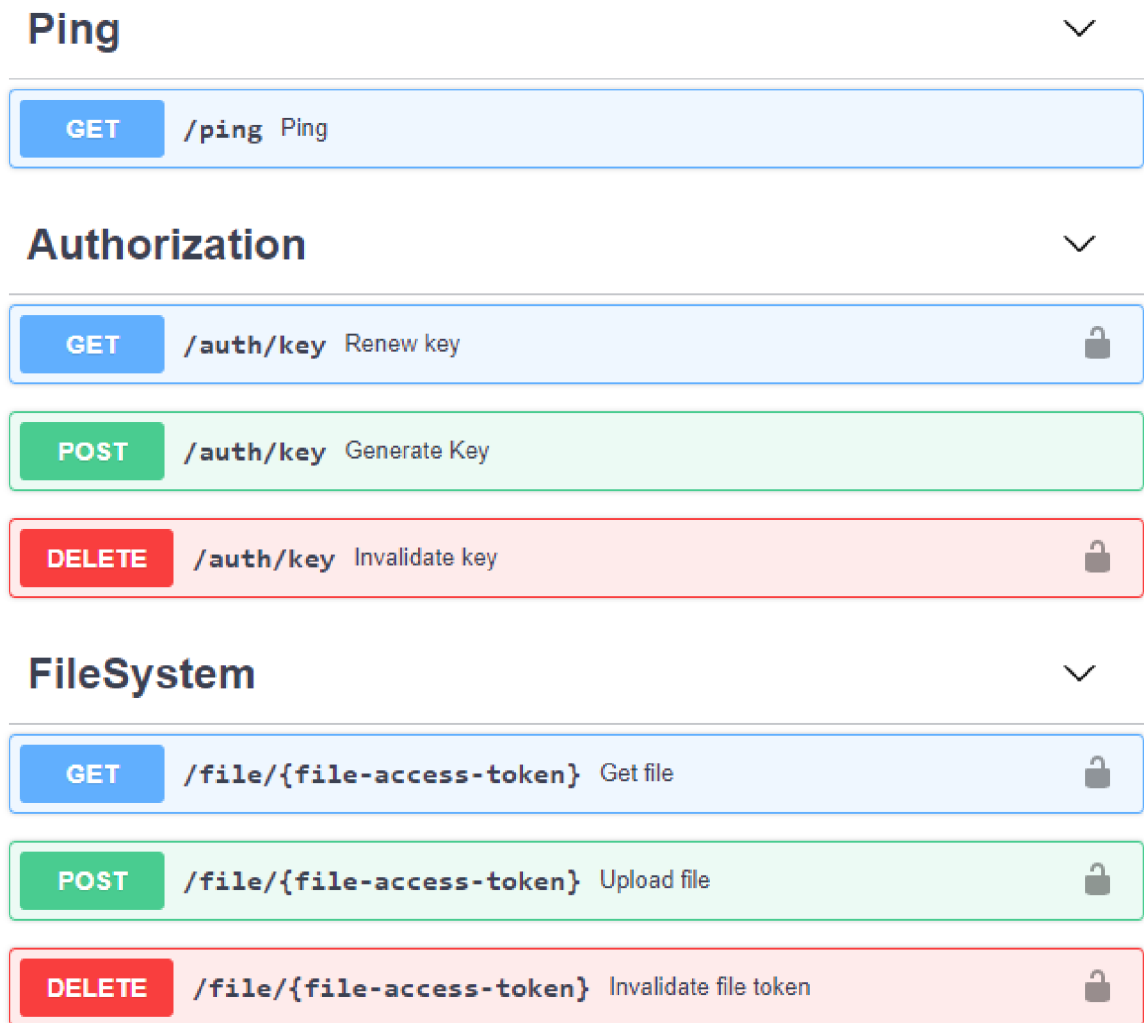 Ping
GET /ping Ping
Authorization
GET /auth/key Renew key
POST /auth/key Generate Key
DELETE /auth/key Invalidate key
FileSystem
GET /file/{file-access-token} Get file
POST /file/{file-access-token} Upload file
DELETE /file/{file-access-token} Invalidate file token